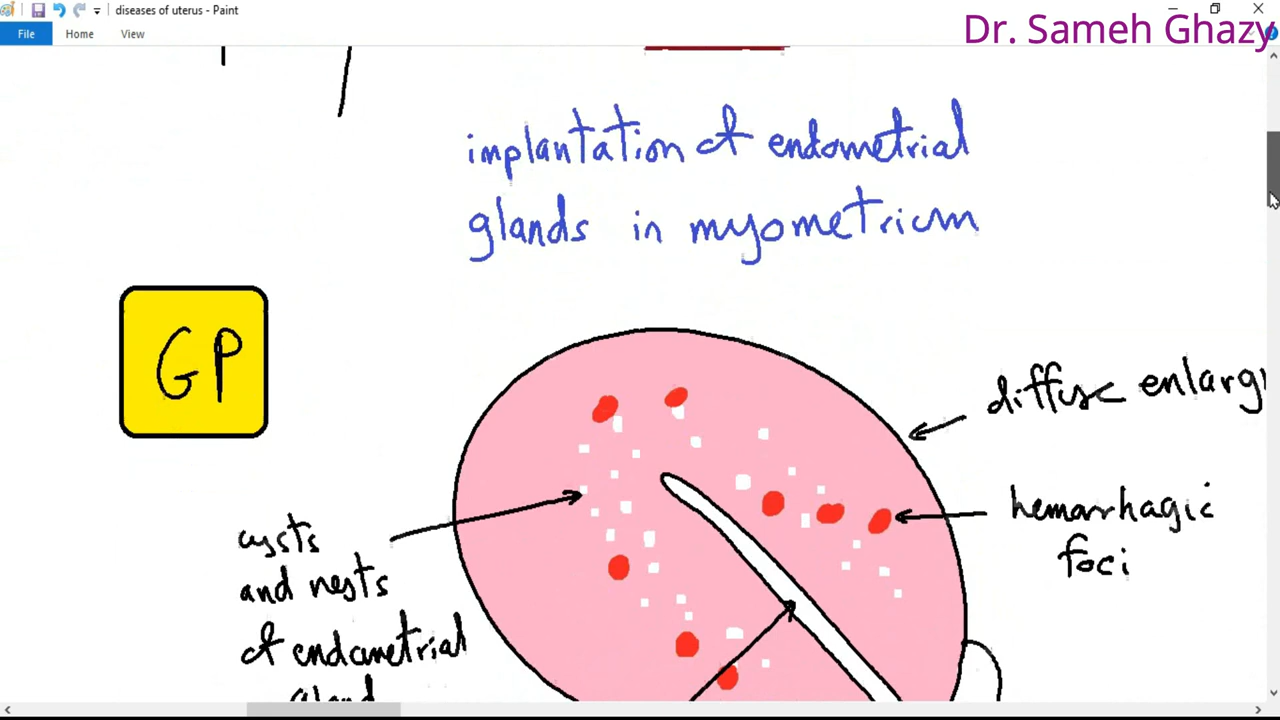 diseases of uterus - Paint
Dr. Sameh Ghazy
File Home View
implantation of endometrial
glands in myometrium
GP
diffuse enlarg
hemorrhagic
foci
cysts
and nests
of endometrial
gland